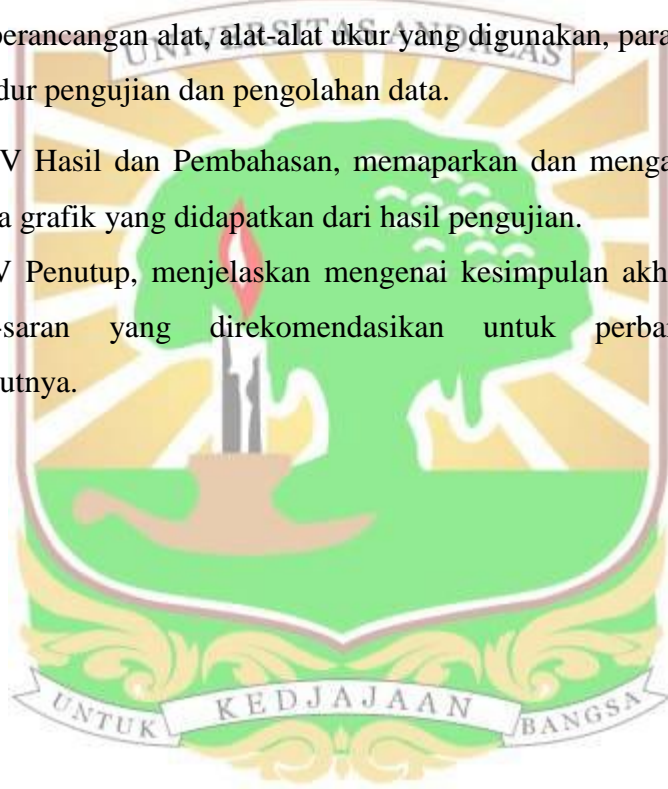 perancangan alat, alat-alat ukur yang digunakan, para
UNIVERSITAS ANDALAS
dur pengujian dan pengolahan data.
V Hasil dan Pembahasan, memaparkan dan menga
a grafik yang didapatkan dari hasil pengujian.
V Penutup, menjelaskan mengenai kesimpulan akh
-saran yang direkomendasikan untuk perba
utnya.
UNTUK KEDJAJAAN BANGSA